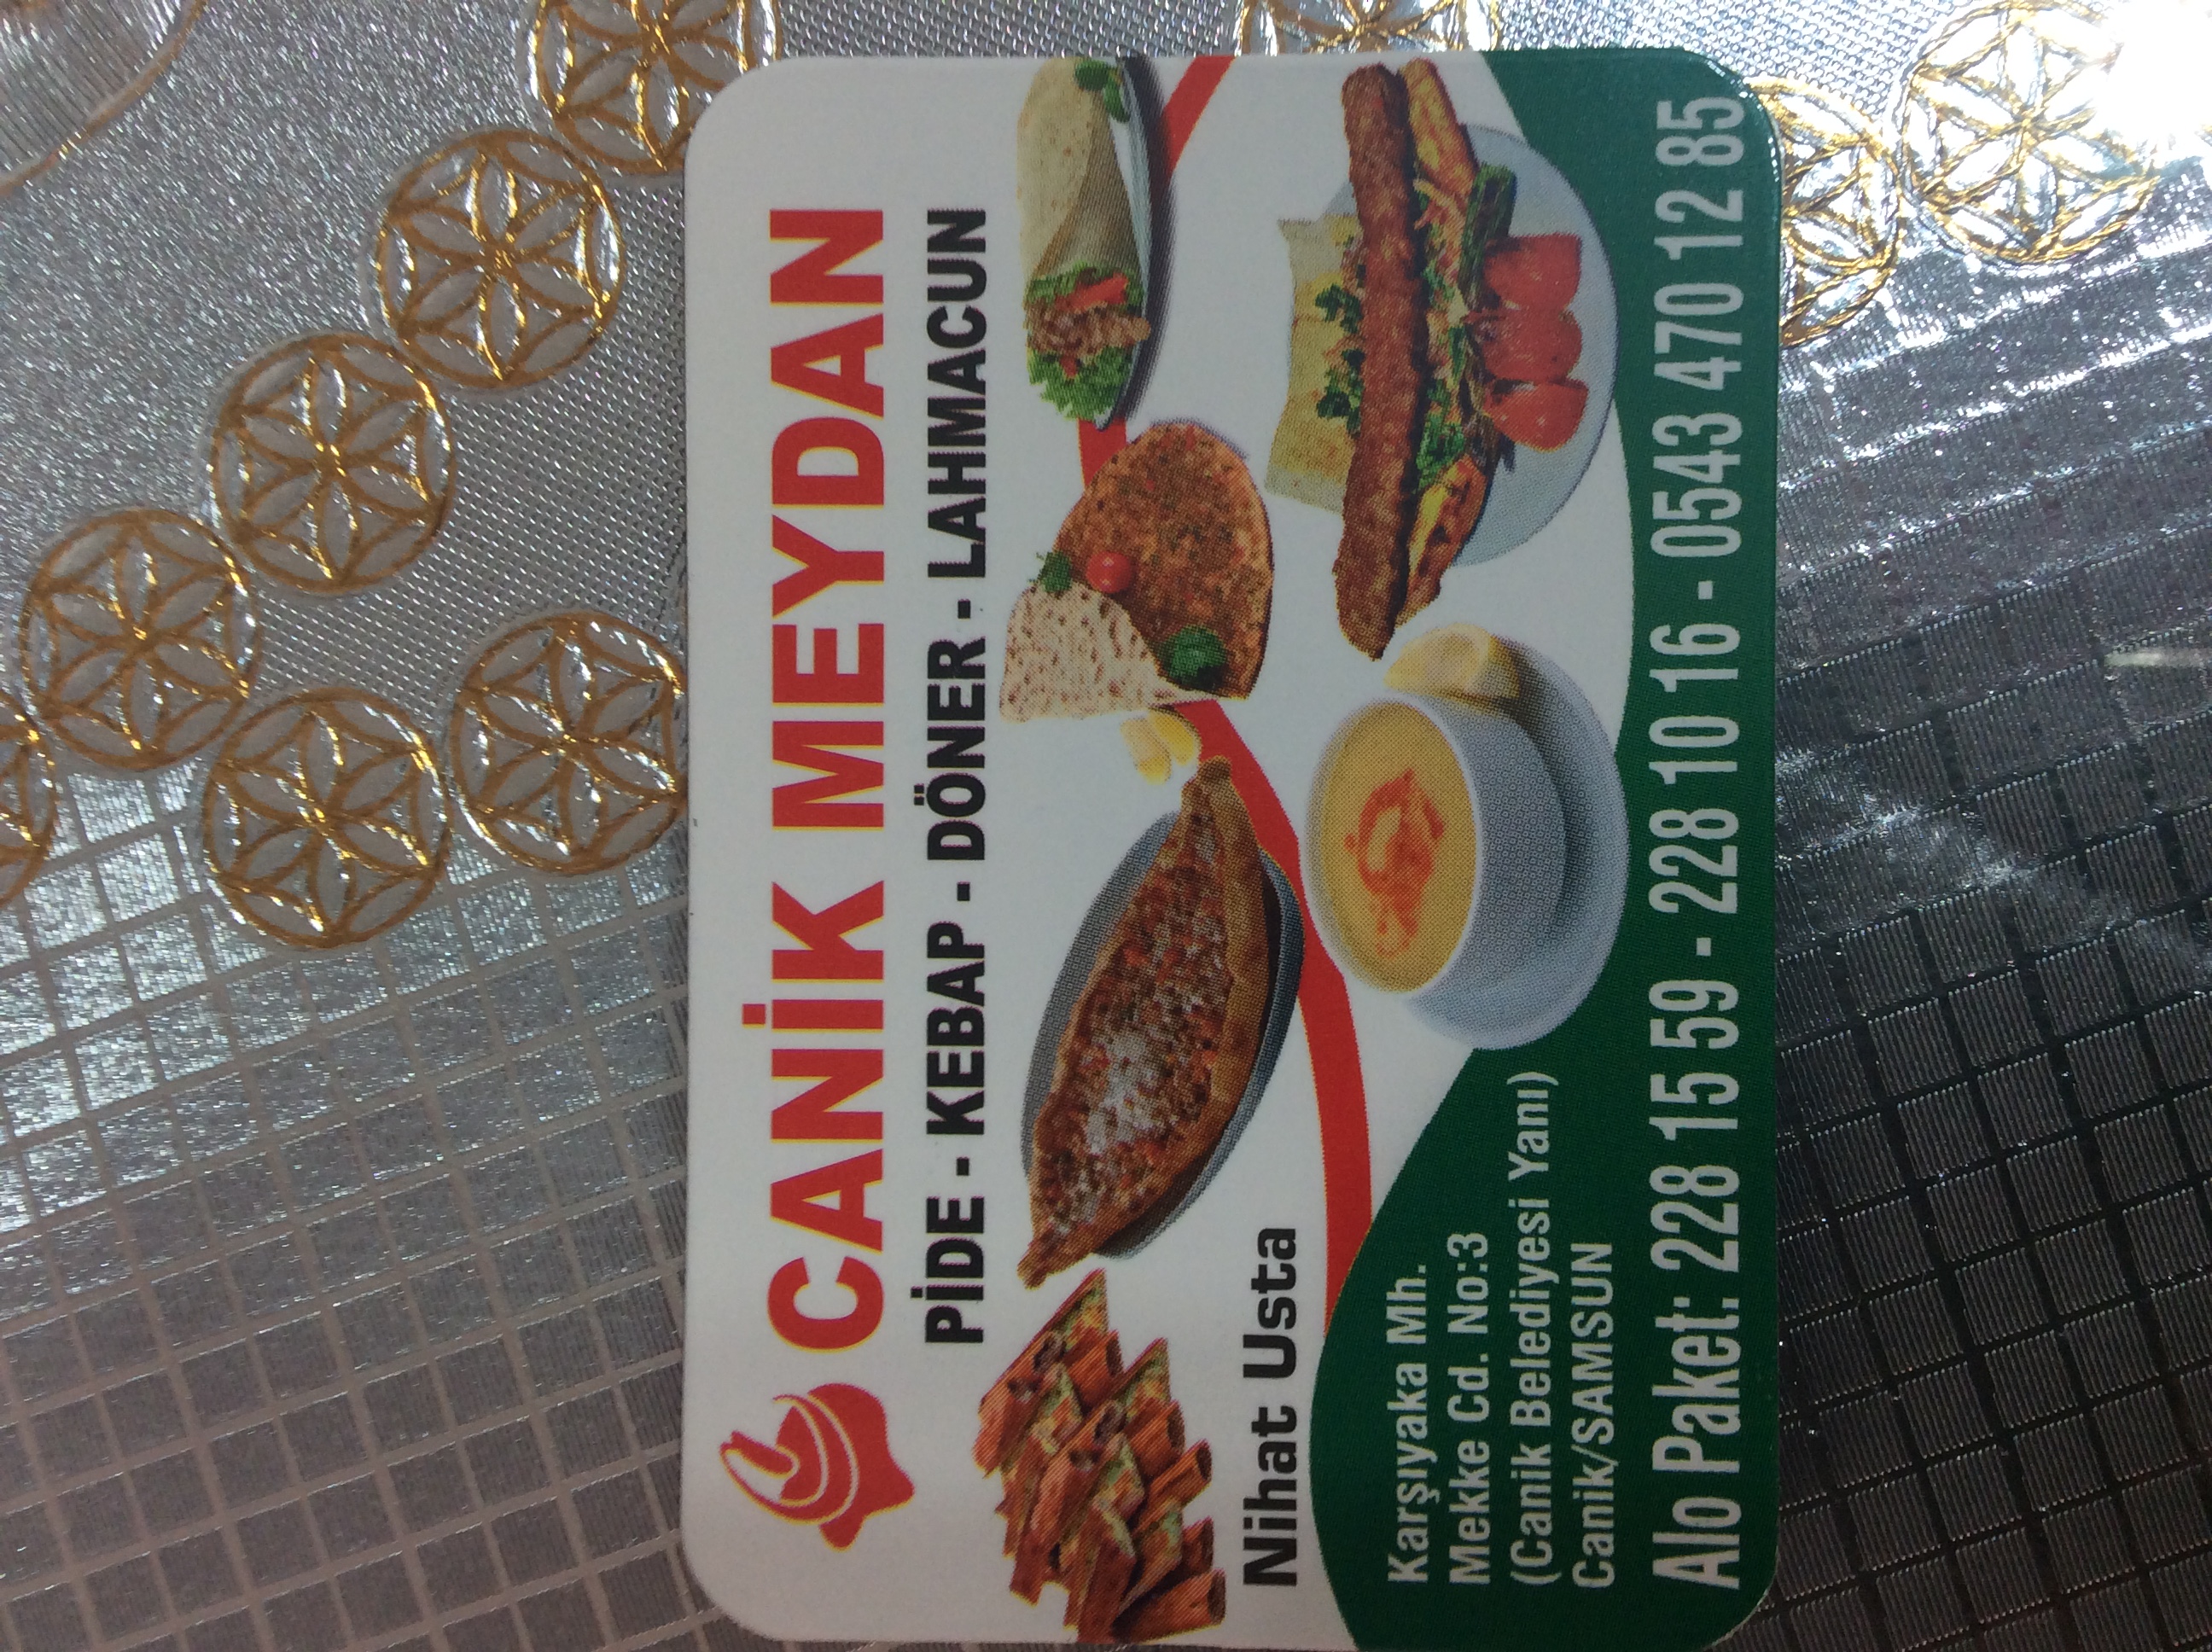 CANİK MEYDAN
PİDE - KEBAP - DÖNER - LAHMACUN
Nihat Usta
Karşıyaka Mh.
Mekke Cd. No:3
(Canik Belediyesi Yanı)
Canik/SAMSUN
Alo Paket: 228 15 59 - 228 10 16 - 0543 470 12 85